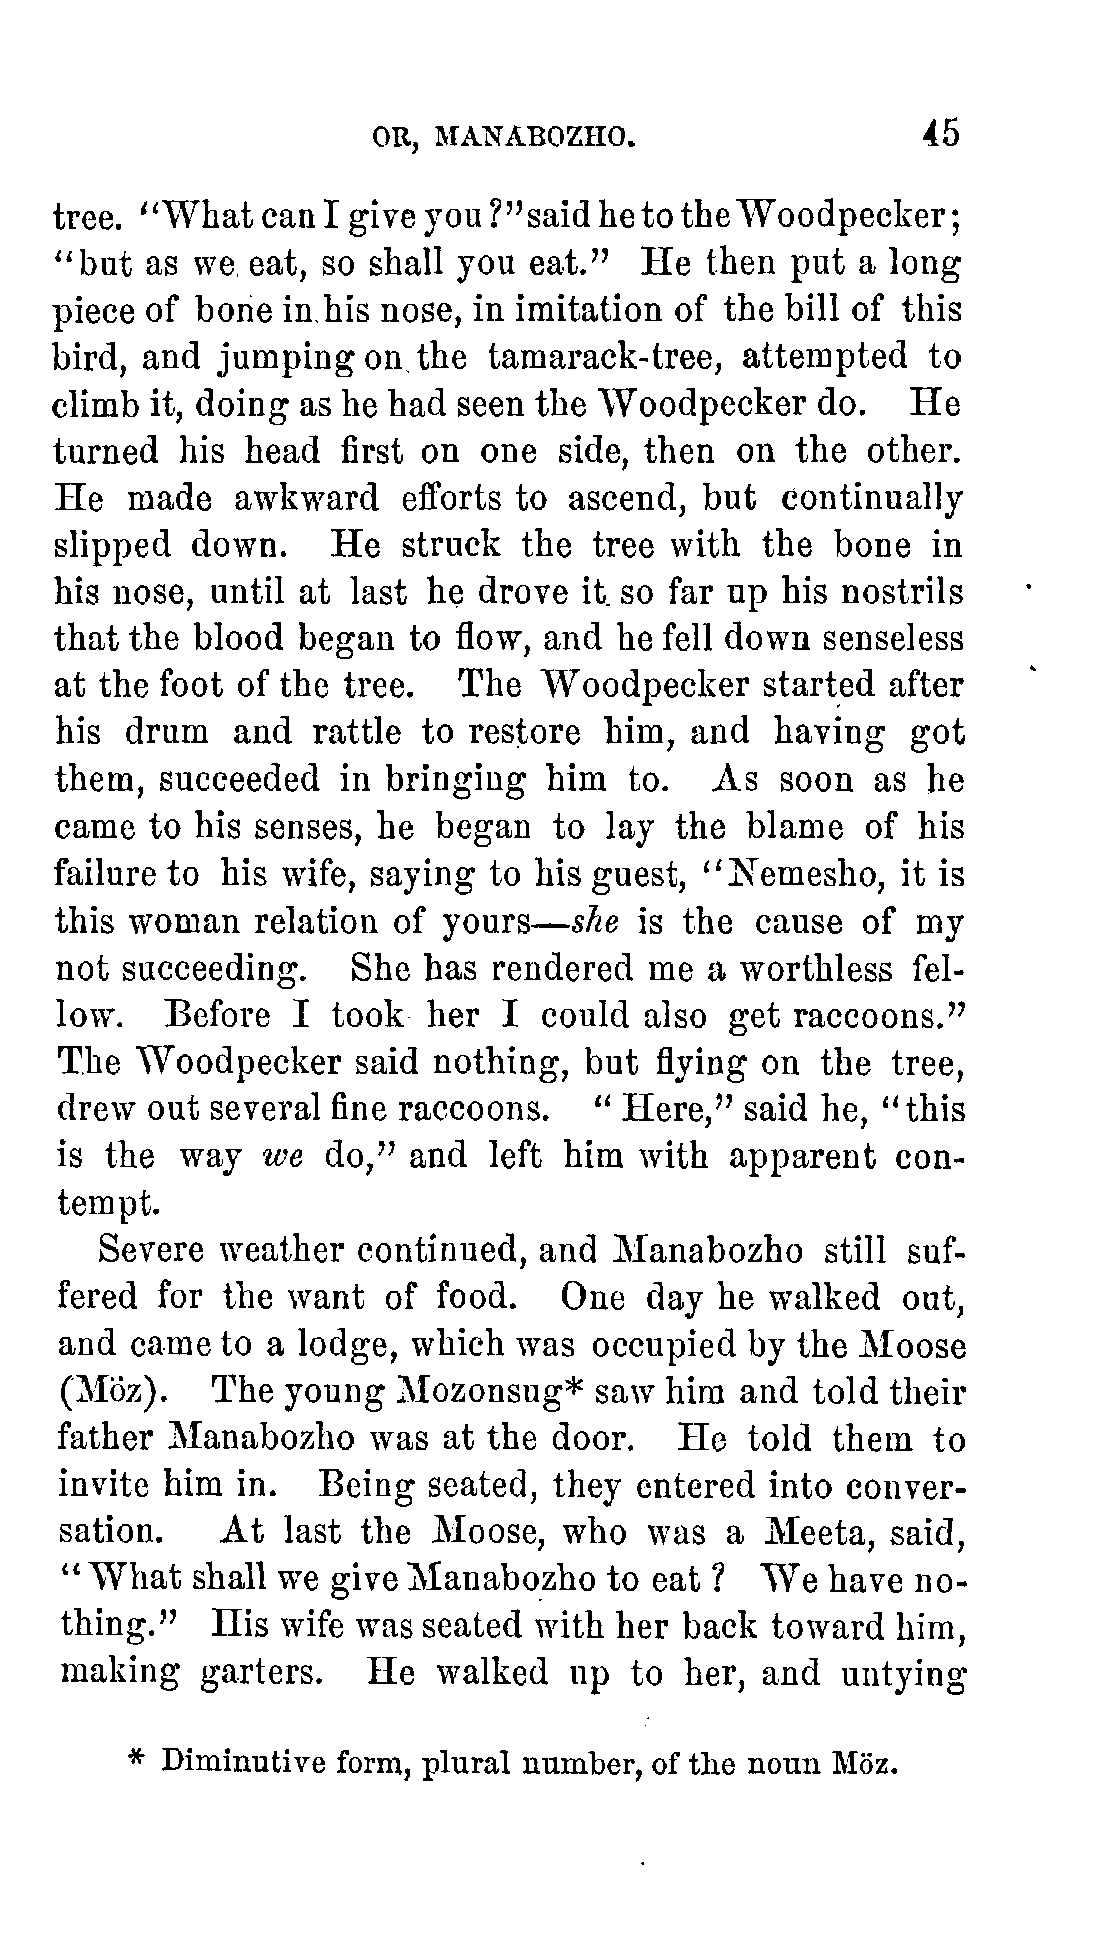 OR, MANABOZHO. 45
tree. "What can I give you?" said he to the Woodpecker;
"but as we eat, so shall you eat." He then put a long
piece of bone in his nose, in imitation of the bill of this
bird, and jumping on the tamarack-tree, attempted to
climb it, doing as he had seen the Woodpecker do. He
turned his head first on one side, then on the other.
He made awkward efforts to ascend, but continually
slipped down. He struck the tree with the bone in
his nose, until at last he drove it so far up his nostrils
that the blood began to flow, and he fell down senseless
at the foot of the tree. The Woodpecker started after
his drum and rattle to restore him, and having got
them, succeeded in bringing him to. As soon as he
came to his senses, he began to lay the blame of his
failure to his wife, saying to his guest, "Nemesho, it is
this woman relation of yours—she is the cause of my
not succeeding. She has rendered me a worthless fel-
low. Before I took her I could also get raccoons."
The Woodpecker said nothing, but flying on the tree,
drew out several fine raccoons. "Here," said he, "this
is the way we do," and left him with apparent con-
tempt.
Severe weather continued, and Manabozho still suf-
fered for the want of food. One day he walked out,
and came to a lodge, which was occupied by the Moose
(Möz). The young Mozonsug* saw him and told their
father Manabozho was at the door. He told them to
invite him in. Being seated, they entered into conver-
sation. At last the Moose, who was a Meeta, said,
"What shall we give Manabozho to eat? We have no-
thing." His wife was seated with her back toward him,
making garters. He walked up to her, and untying
* Diminutive form, plural number, of the noun Möz.